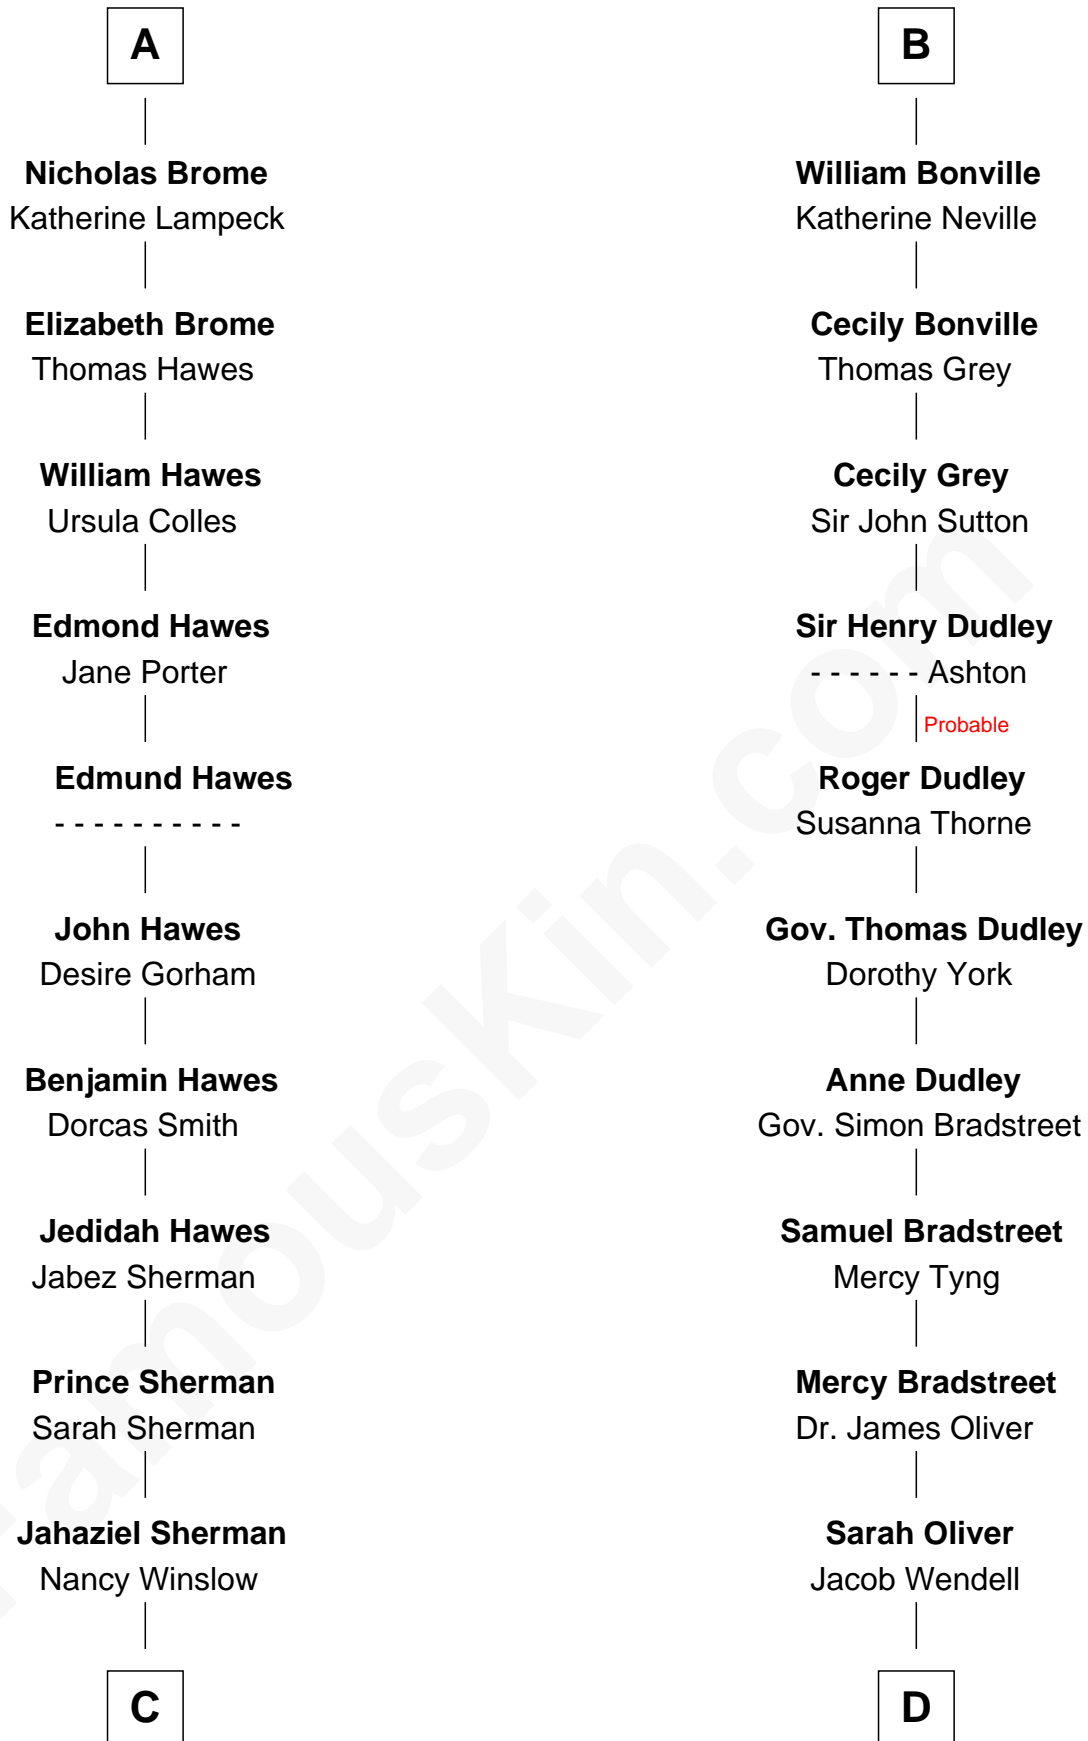 A
Nicholas Brome
Katherine Lampeck
Elizabeth Brome
Thomas Hawes
William Hawes
Ursula Colles
Edmond Hawes
Jane Porter
Edmund Hawes
- - - - - - - - - -
John Hawes
Desire Gorham
Benjamin Hawes
Dorcas Smith
Jedidah Hawes
Jabez Sherman
Prince Sherman
Sarah Sherman
Jahaziel Sherman
Nancy Winslow
C
B
William Bonville
Katherine Neville
Cecily Bonville
Thomas Grey
Cecily Grey
Sir John Sutton
Sir Henry Dudley
- - - - - - Ashton
Probable
Roger Dudley
Susanna Thorne
Gov. Thomas Dudley
Dorothy York
Anne Dudley
Gov. Simon Bradstreet
Samuel Bradstreet
Mercy Tyng
Mercy Bradstreet
Dr. James Oliver
Sarah Oliver
Jacob Wendell
D
FamousKin.com